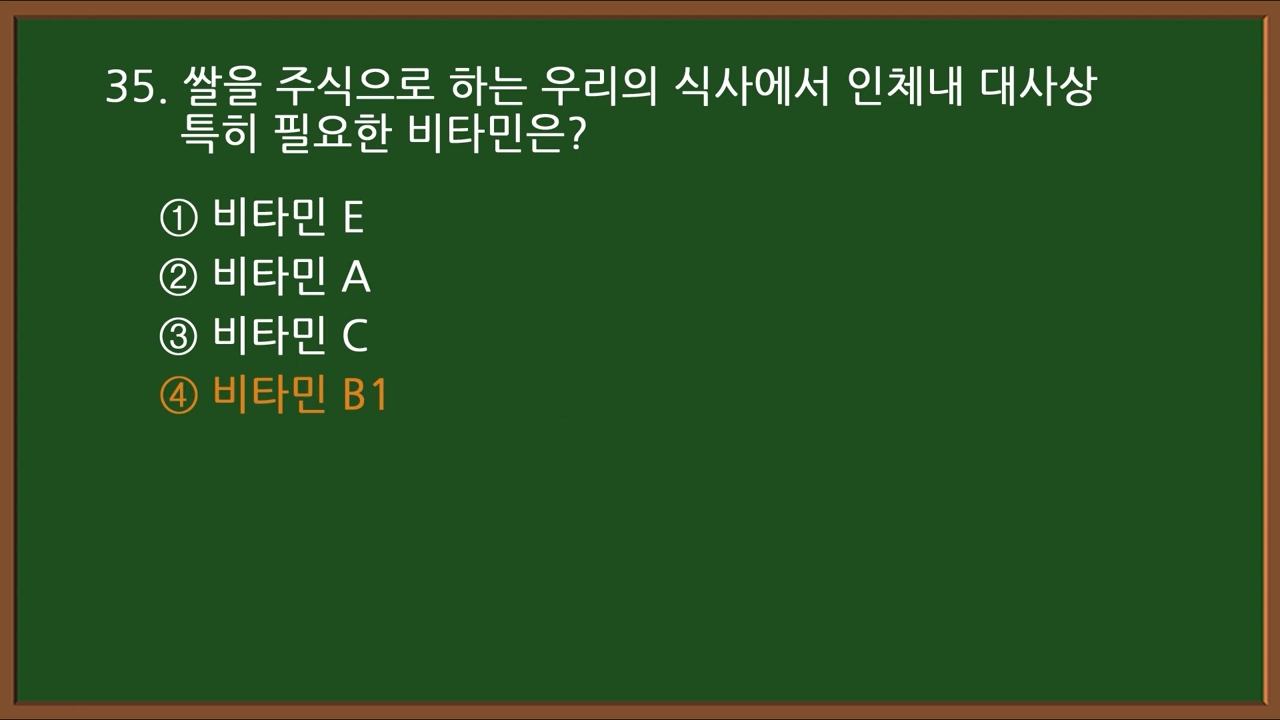 35. 쌀을 주식으로 하는 우리의 식사에서 인체내 대사상
특히 필요한 비타민은?
① 비타민 E
② 비타민 A
③ 비타민 C
④ 비타민 B1